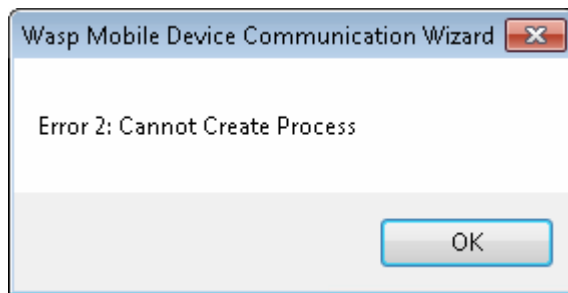 Wasp Mobile Device Communication Wizard
Error 2: Cannot Create Process
OK